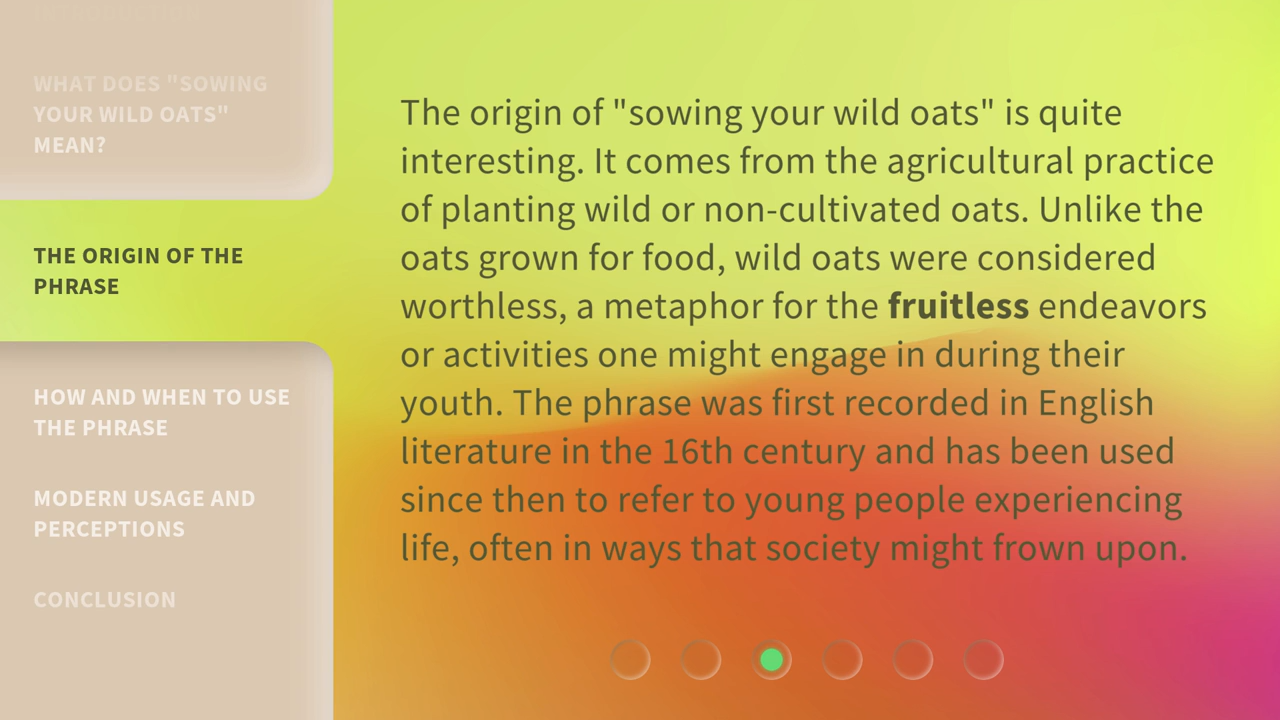 INTRODUCTION
WHAT DOES "SOWING
YOUR WILD OATS"
MEAN?
THE ORIGIN OF THE
PHRASE
HOW AND WHEN TO USE
THE PHRASE
MODERN USAGE AND
PERCEPTIONS
CONCLUSION
The origin of "sowing your wild oats" is quite
interesting. It comes from the agricultural practice
of planting wild or non-cultivated oats. Unlike the
oats grown for food, wild oats were considered
worthless, a metaphor for the fruitless endeavors
or activities one might engage in during their
youth. The phrase was first recorded in English
literature in the 16th century and has been used
since then to refer to young people experiencing
life, often in ways that society might frown upon.